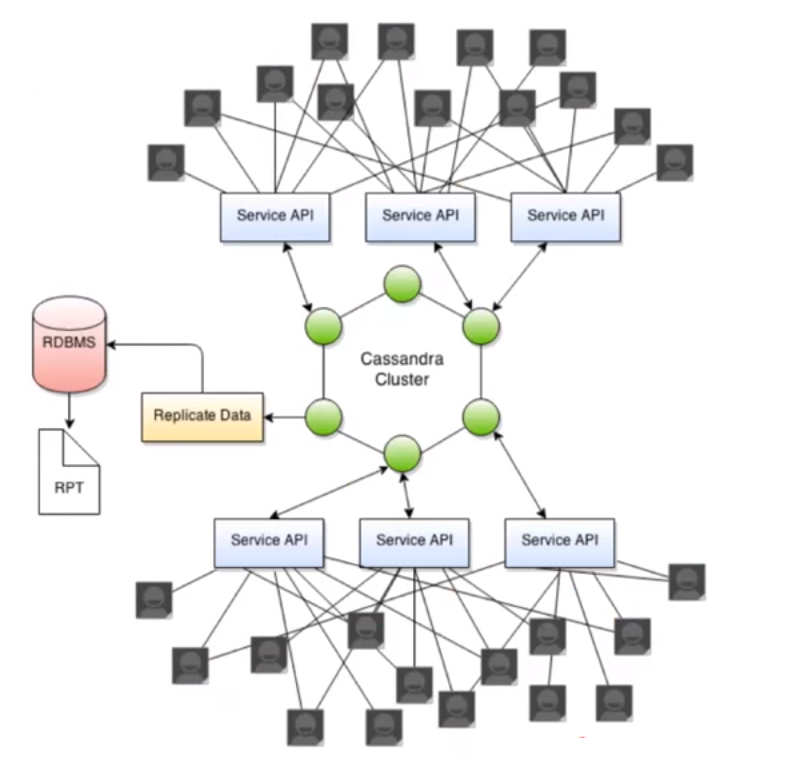 Service API
Service API
Service API
RDBMS
Cassandra
Cluster
Replicate Data
RPT
Service API
Service API
Service API